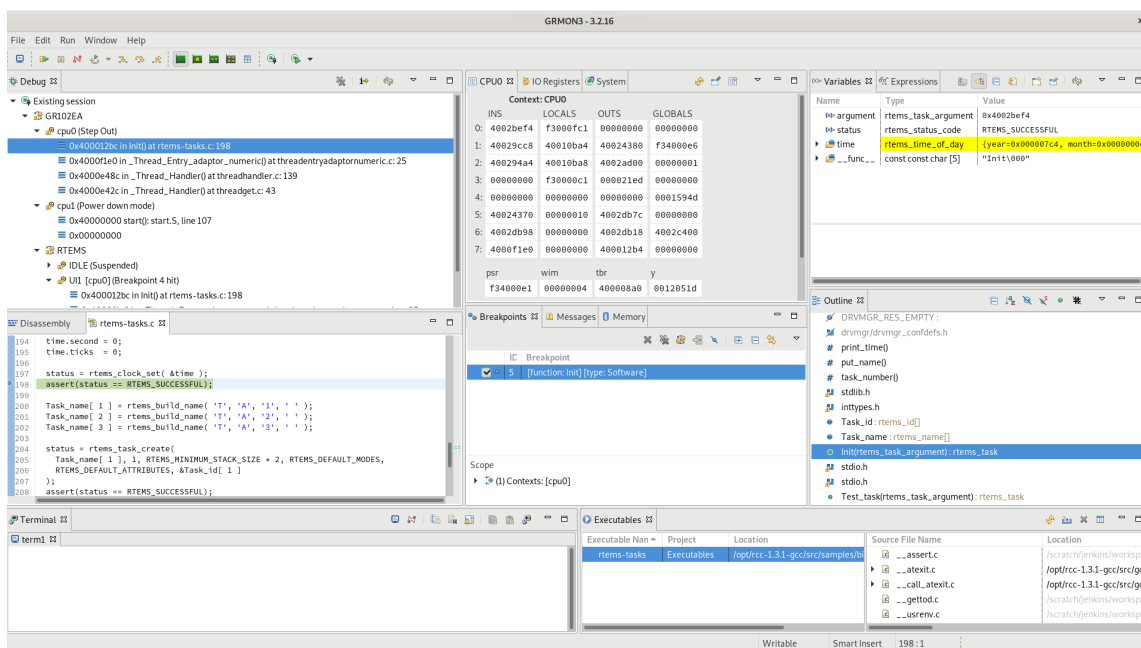 GRMON3 - 3.2.16
File Edit Run Window Help
Debug
Existing session
GR102EA
cpu0 (Step Out)
0x400012bc in Init() at rtems-tasks.c: 198
0x4000f1e0 in _Thread_Entry_adaptor_numeric() at threadentryadaptornumeric.c: 25
0x4000e48c in _Thread_Handler() at threadhandler.c: 139
0x4000e42c in _Thread_Handler() at threadget.c: 43
cpu1 (Power down mode)
0x40000000 start(): start.S, line 107
0x00000000
RTEMS
IDLE (Suspended)
UI1 [cpu0] (Breakpoint 4 hit)
0x400012bc in Init() at rtems-tasks.c: 198
CPU0 IO Registers System
Context: CPU0
INS LOCALS OUTS GLOBALS
0: 4002bef4 f3000fc1 00000000 00000000
1: 40029cc8 40010ba4 40024380 f34000e6
2: 400294a4 40010ba8 4002ad00 00000001
3: 00000000 f30000c1 000021ed 00000000
4: 00000000 00000000 00000000 0001594d
5: 40024370 00000010 4002db7c 00000000
6: 4002db98 00000000 4002db18 4002c400
7: 4000f1e0 00000000 400012b4 00000000
psr wim tbr y
f34000e1 00000004 400008a0 0012051d
Variables Expressions
Name Type Value
argument rtems_task_argument 0x4002bef4
status rtems_status_code RTEMS_SUCCESSFUL
time rtems_time_of_day {year=0x000007c4, month=0x0000000
__func__ const const char [5] "Init\000"
Disassembly rtems-tasks.c
194 time.second = 0;
195 time.ticks = 0;
196
197 status = rtems_clock_set( &time );
198 assert(status == RTEMS_SUCCESSFUL);
199
200 Task_name[ 1 ] = rtems_build_name( 'T', 'A', '1', ' ' );
201 Task_name[ 2 ] = rtems_build_name( 'T', 'A', '2', ' ' );
202 Task_name[ 3 ] = rtems_build_name( 'T', 'A', '3', ' ' );
203
204 status = rtems_task_create(
205 Task_name[ 1 ], 1, RTEMS_MINIMUM_STACK_SIZE * 2, RTEMS_DEFAULT_MODES,
206 RTEMS_DEFAULT_ATTRIBUTES, &Task_id[ 1 ]
207 );
208 assert(status == RTEMS_SUCCESSFUL);
Breakpoints Messages Memory
ID Breakpoint
5 [function: Init] [type: Software]
Scope
(1) Contexts: [cpu0]
Outline
DRVMGR_RES_EMPTY:
drvmgr/drvmgr_confdefs.h
print_time()
put_name()
task_number()
stdlib.h
inttypes.h
Task_id : rtems_id[]
Task_name : rtems_name[]
Init(rtems_task_argument) : rtems_task
stdio.h
stdio.h
Test_task(rtems_task_argument) : rtems_task
Terminal
term1
Executables
Executable Nan Project Location
rtems-tasks Executables /opt/rcc-1.3.1-gcc/src/samples/bi
Source File Name Location
__assert.c /scratch/jenkins/worksp
__atexit.c /opt/rcc-1.3.1-gcc/src/gc
__call_atexit.c /opt/rcc-1.3.1-gcc/src/gc
__gettod.c /scratch/jenkins/worksp
__usrenv.c /scratch/jenkins/worksp
Writable Smart Insert 198 : 1